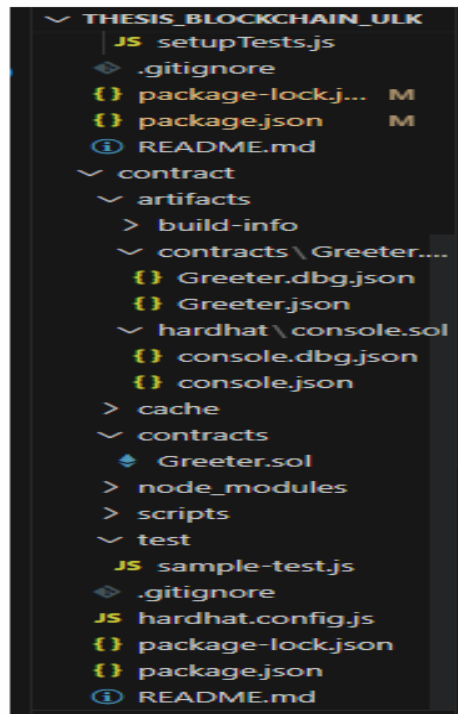 THESIS_BLOCKCHAIN_ULK
JS setupTests.js
.gitignore
{} package-lock.j... M
{} package.json M
README.md
contract
artifacts
build-info
contracts\Greeter....
{} Greeter.dbg.json
{} Greeter.json
hardhat\console.sol
{} console.dbg.json
{} console.json
cache
contracts
Greeter.sol
node_modules
scripts
test
JS sample-test.js
.gitignore
JS hardhat.config.js
{} package-lock.json
{} package.json
README.md